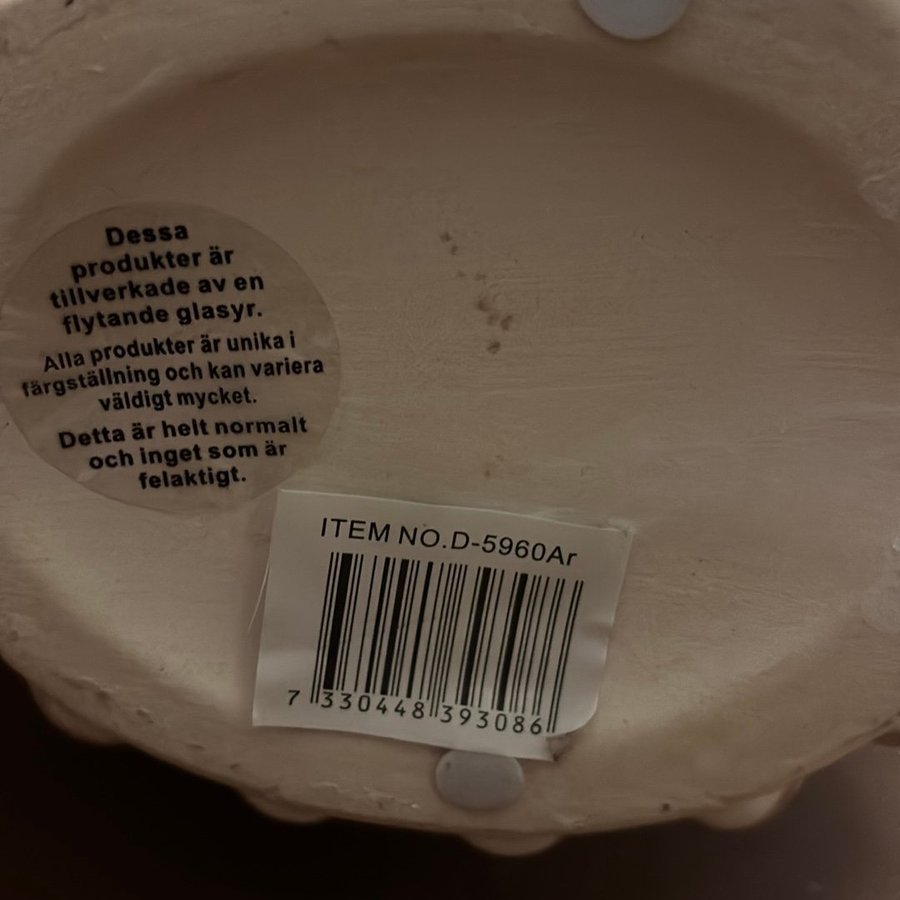 Dessa
produkter är
tillverkade av en
flytande glasyr.
Alla produkter är unika i
färgställning och kan variera
väldigt mycket.
Detta är helt normalt
och inget som är
felaktigt.
ITEM NO.D-5960Ar
7 330448 393086